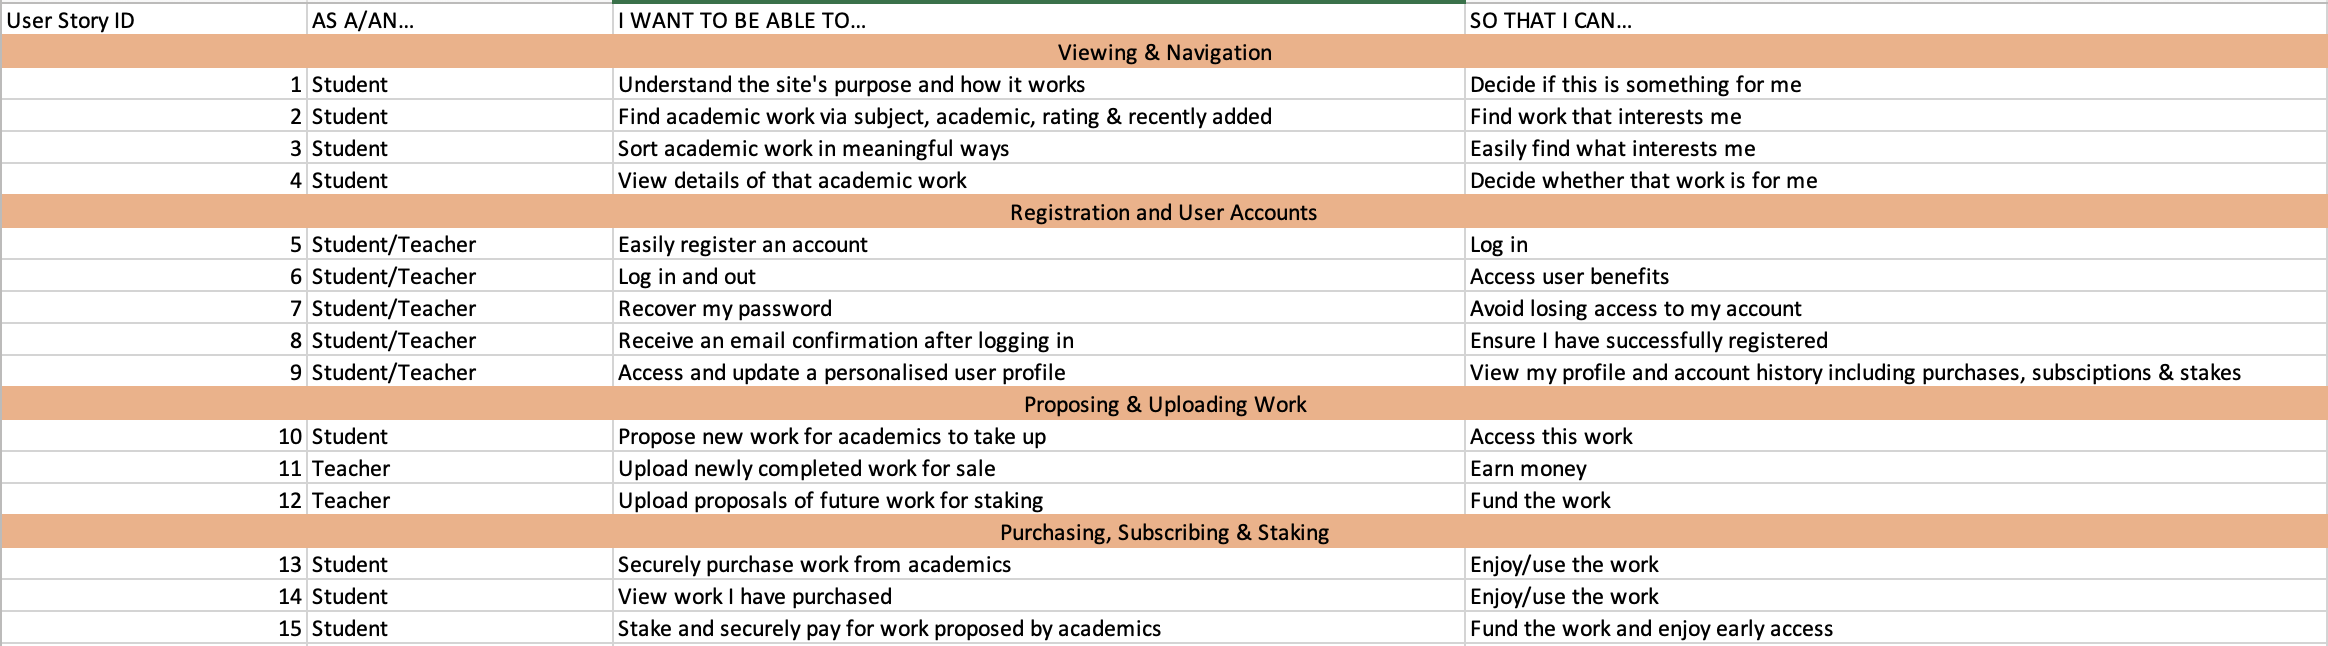 User Story ID AS A/AN... I WANT TO BE ABLE TO... SO THAT I CAN...
Viewing & Navigation
1 Student Understand the site's purpose and how it works Decide if this is something for me
2 Student Find academic work via subject, academic, rating & recently added Find work that interests me
3 Student Sort academic work in meaningful ways Easily find what interests me
4 Student View details of that academic work Decide whether that work is for me
Registration and User Accounts
5 Student/Teacher Easily register an account Log in
6 Student/Teacher Log in and out Access user benefits
7 Student/Teacher Recover my password Avoid losing access to my account
8 Student/Teacher Receive an email confirmation after logging in Ensure I have successfully registered
9 Student/Teacher Access and update a personalised user profile View my profile and account history including purchases, subsciptions & stakes
Proposing & Uploading Work
10 Student Propose new work for academics to take up Access this work
11 Teacher Upload newly completed work for sale Earn money
12 Teacher Upload proposals of future work for staking Fund the work
Purchasing, Subscribing & Staking
13 Student Securely purchase work from academics Enjoy/use the work
14 Student View work I have purchased Enjoy/use the work
15 Student Stake and securely pay for work proposed by academics Fund the work and enjoy early access